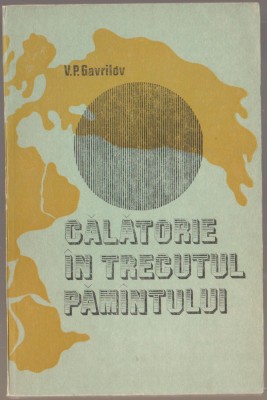 V.P. Gavrilov
CĂLĂTORIE
ÎN TRECUTUL
PĂMÎNTULUI